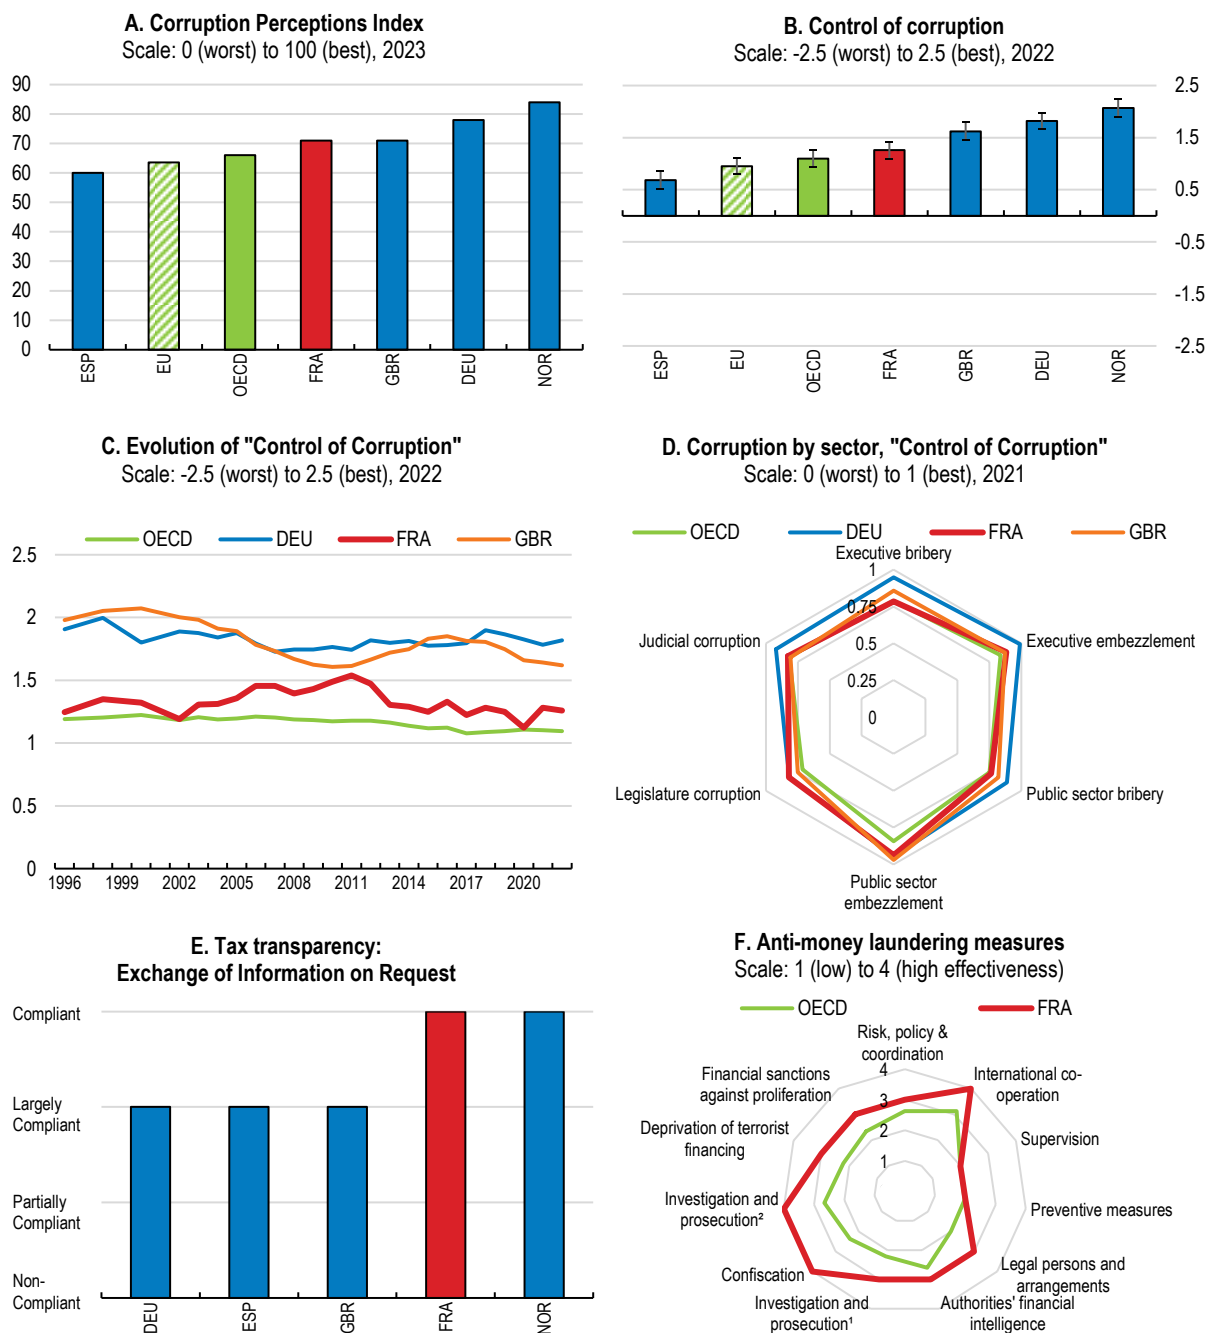 A. Corruption Perceptions Index
Scale: 0 (worst) to 100 (best), 2023
90
80
70
60
50
40
30
20
10
0
ESP
EU
OECD
FRA
GBR
DEU
NOR
B. Control of corruption
Scale: -2.5 (worst) to 2.5 (best), 2022
2.5
1.5
0.5
-0.5
-1.5
-2.5
ESP
EU
OECD
FRA
GBR
DEU
NOR
C. Evolution of "Control of Corruption"
Scale: -2.5 (worst) to 2.5 (best), 2022
OECD
DEU
FRA
GBR
2.5
2
1.5
1
0.5
0
1996
1999
2002
2005
2008
2011
2014
2017
2020
D. Corruption by sector, "Control of Corruption"
Scale: 0 (worst) to 1 (best), 2021
OECD
DEU
FRA
GBR
Executive bribery
1
0.75
0.5
0.25
0
Judicial corruption
Executive embezzlement
Legislature corruption
Public sector bribery
Public sector
embezzlement
E. Tax transparency:
Exchange of Information on Request
Compliant
Largely
Compliant
Partially
Compliant
Non-
Compliant
DEU
ESP
GBR
FRA
NOR
F. Anti-money laundering measures
Scale: 1 (low) to 4 (high effectiveness)
OECD
FRA
Risk, policy &
coordination
4
3
2
1
International co-
operation
Supervision
Preventive measures
Legal persons and
arrangements
Authorities' financial
intelligence
Investigation and
prosecution¹
Confiscation
Investigation and
prosecution²
Deprivation of terrorist
financing
Financial sanctions
against proliferation